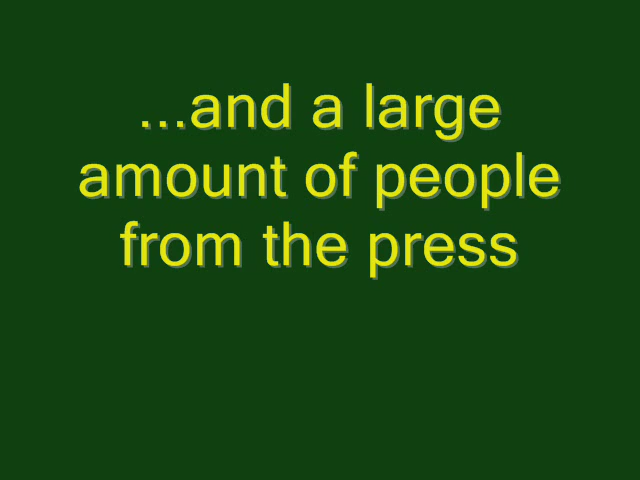 ...and a large
amount of people
from the press